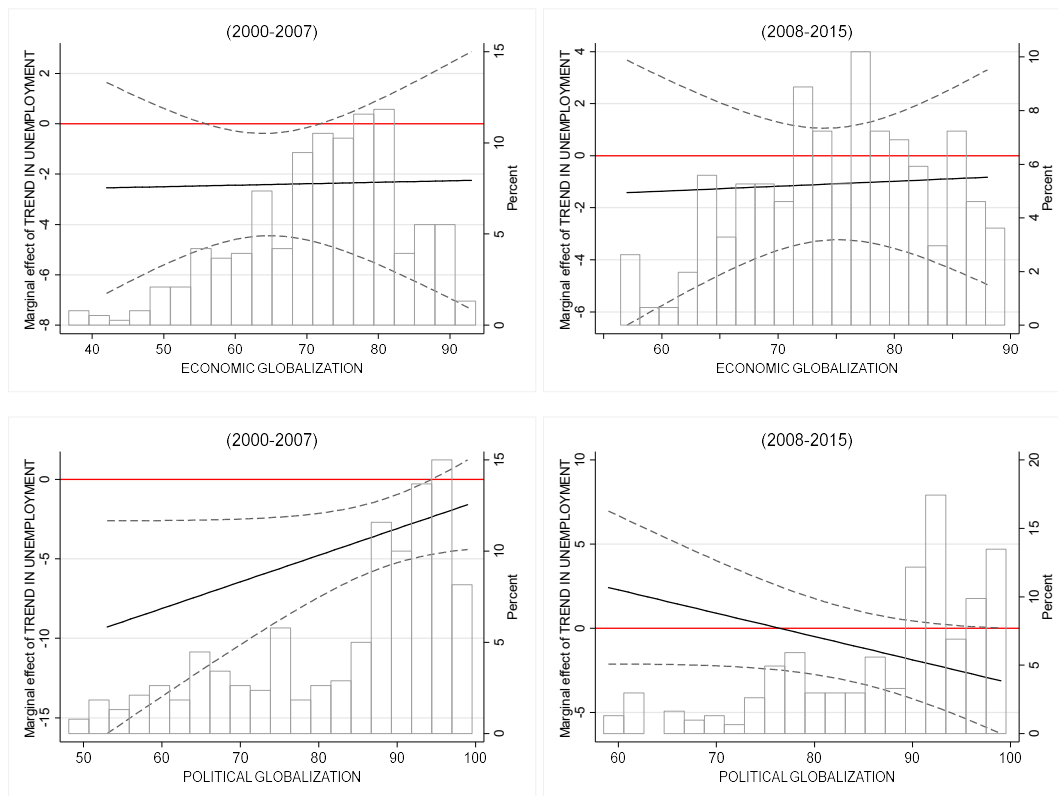 (2000-2007)
Marginal effect of TREND IN UNEMPLOYMENT
2
0
-2
-4
-6
-8
15
10
5
0
Percent
40 50 60 70 80 90
ECONOMIC GLOBALIZATION
(2008-2015)
Marginal effect of TREND IN UNEMPLOYMENT
4
2
0
-2
-4
-6
10
8
6
4
2
0
Percent
60 70 80 90
ECONOMIC GLOBALIZATION
(2000-2007)
Marginal effect of TREND IN UNEMPLOYMENT
0
-5
-10
-15
15
10
5
0
Percent
50 60 70 80 90 100
POLITICAL GLOBALIZATION
(2008-2015)
Marginal effect of TREND IN UNEMPLOYMENT
10
5
0
-5
20
15
10
5
0
Percent
60 70 80 90 100
POLITICAL GLOBALIZATION